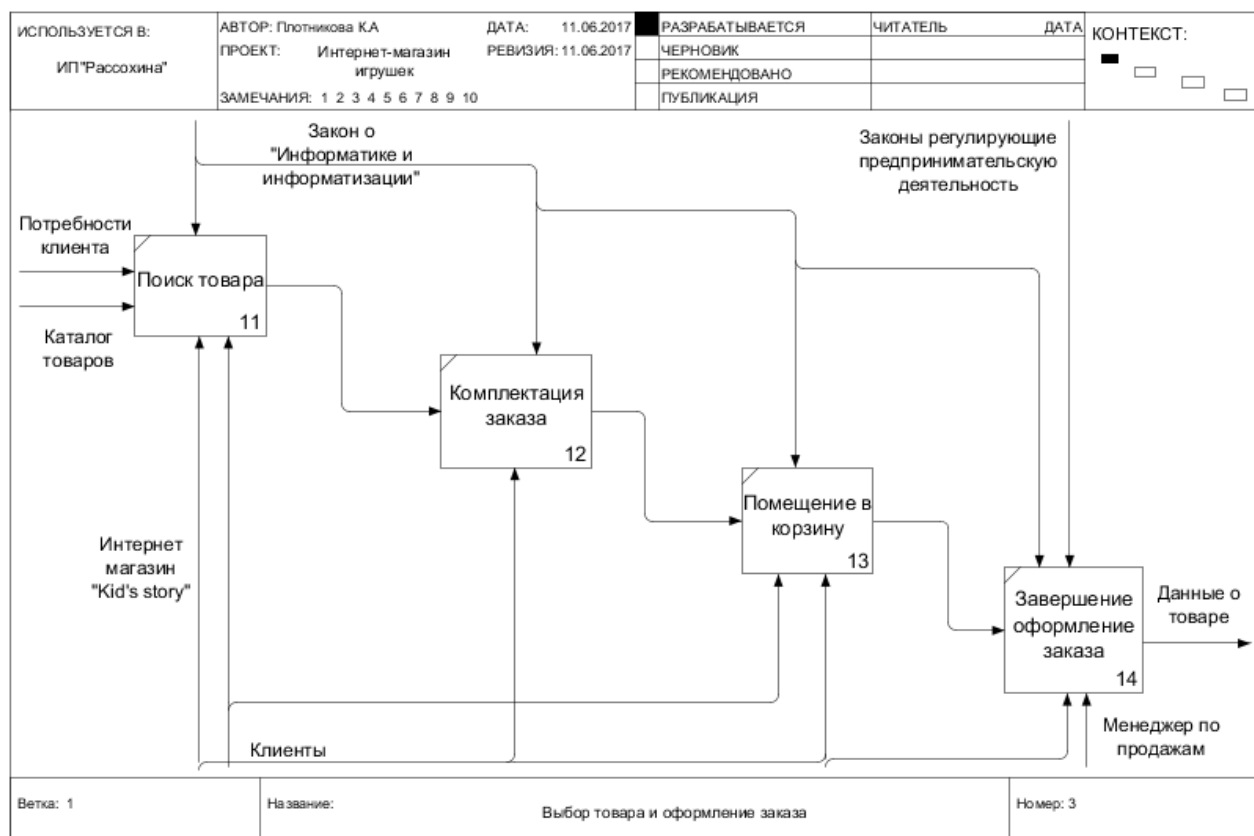 ИСПОЛЬЗУЕТСЯ В:
ИП"Рассохина"
АВТОР: Плотникова К.А
ДАТА: 11.06.2017
ПРОЕКТ: Интернет-магазин
игрушек
РЕВИЗИЯ: 11.06.2017
ЗАМЕЧАНИЯ: 1 2 3 4 5 6 7 8 9 10
РАЗРАБАТЫВАЕТСЯ
ЧЕРНОВИК
РЕКОМЕНДОВАНО
ПУБЛИКАЦИЯ
ЧИТАТЕЛЬ
ДАТА
КОНТЕКСТ:
Закон о
"Информатике и
информатизации"
Законы регулирующие
предпринимательскую
деятельность
Потребности
клиента
Поиск товара
11
Каталог
товаров
Комплектация
заказа
12
Помещение в
корзину
13
Интернет
магазин
"Kid's story"
Завершение
оформление
заказа
14
Данные о
товаре
Клиенты
Менеджер по
продажам
Ветка: 1
Название:
Выбор товара и оформление заказа
Номер: 3